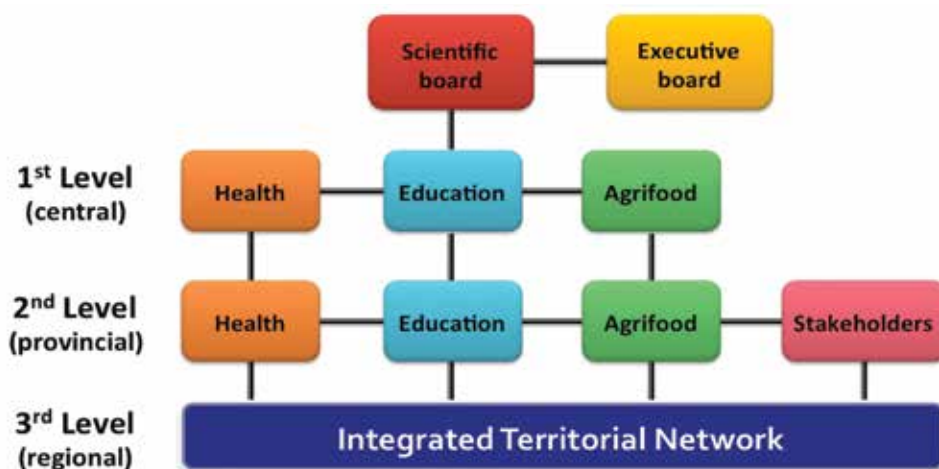 Scientific
board
Executive
board
1st Level
(central)
Health
Education
Agrifood
2nd Level
(provincial)
Health
Education
Agrifood
Stakeholders
3rd Level
(regional)
Integrated Territorial Network